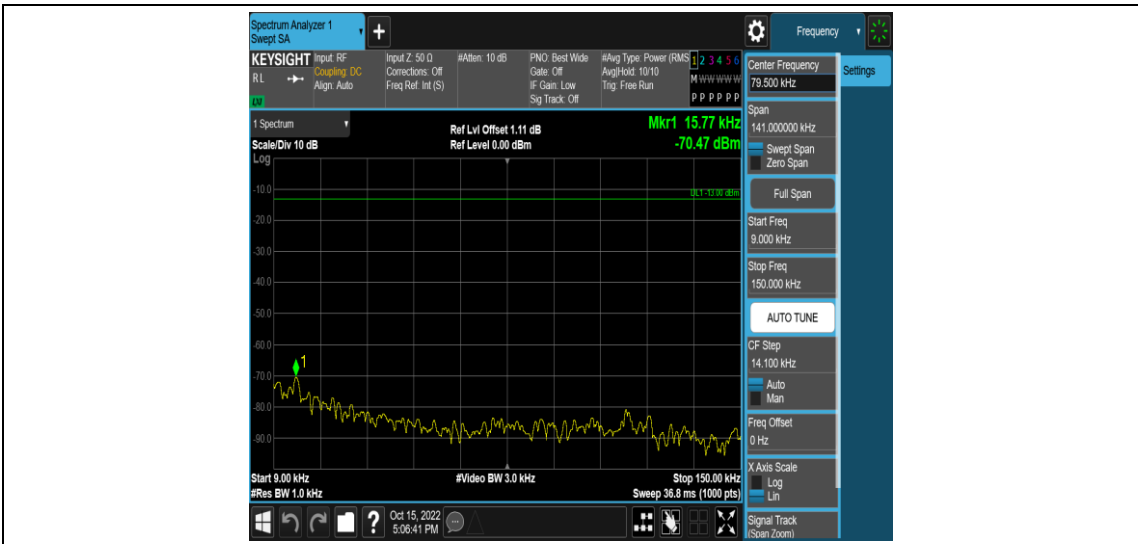 Spectrum Analyzer 1
Swept SA
Frequency
KEYSIGHT
RL
LXI
Input: RF
Coupling: DC
Align: Auto
Input Z: 50 Ω
Corrections: Off
Freq Ref: Int (S)
#Atten: 10 dB
PNO: Best Wide
Gate: Off
IF Gain: Low
Sig Track: Off
#Avg Type: Power (RMS
Avg|Hold: 10/10
Trig: Free Run
1 2 3 4 5 6
M W W W W W
P P P P P P
Center Frequency
79.500 kHz
Settings
1 Spectrum
Scale/Div 10 dB
Log
Ref Lvl Offset 1.11 dB
Ref Level 0.00 dBm
Mkr1 15.77 kHz
-70.47 dBm
DL1 -13.00 dBm
-10.0
-20.0
-30.0
-40.0
-50.0
-60.0
-70.0
-80.0
-90.0
1
Start 9.00 kHz
#Res BW 1.0 kHz
#Video BW 3.0 kHz
Stop 150.00 kHz
Sweep 36.8 ms (1000 pts)
Span
141.000000 kHz
Swept Span
Zero Span
Full Span
Start Freq
9.000 kHz
Stop Freq
150.000 kHz
AUTO TUNE
CF Step
14.100 kHz
Auto
Man
Freq Offset
0 Hz
X Axis Scale
Log
Lin
Signal Track
(Span Zoom)
?
Oct 15, 2022
5:06:41 PM